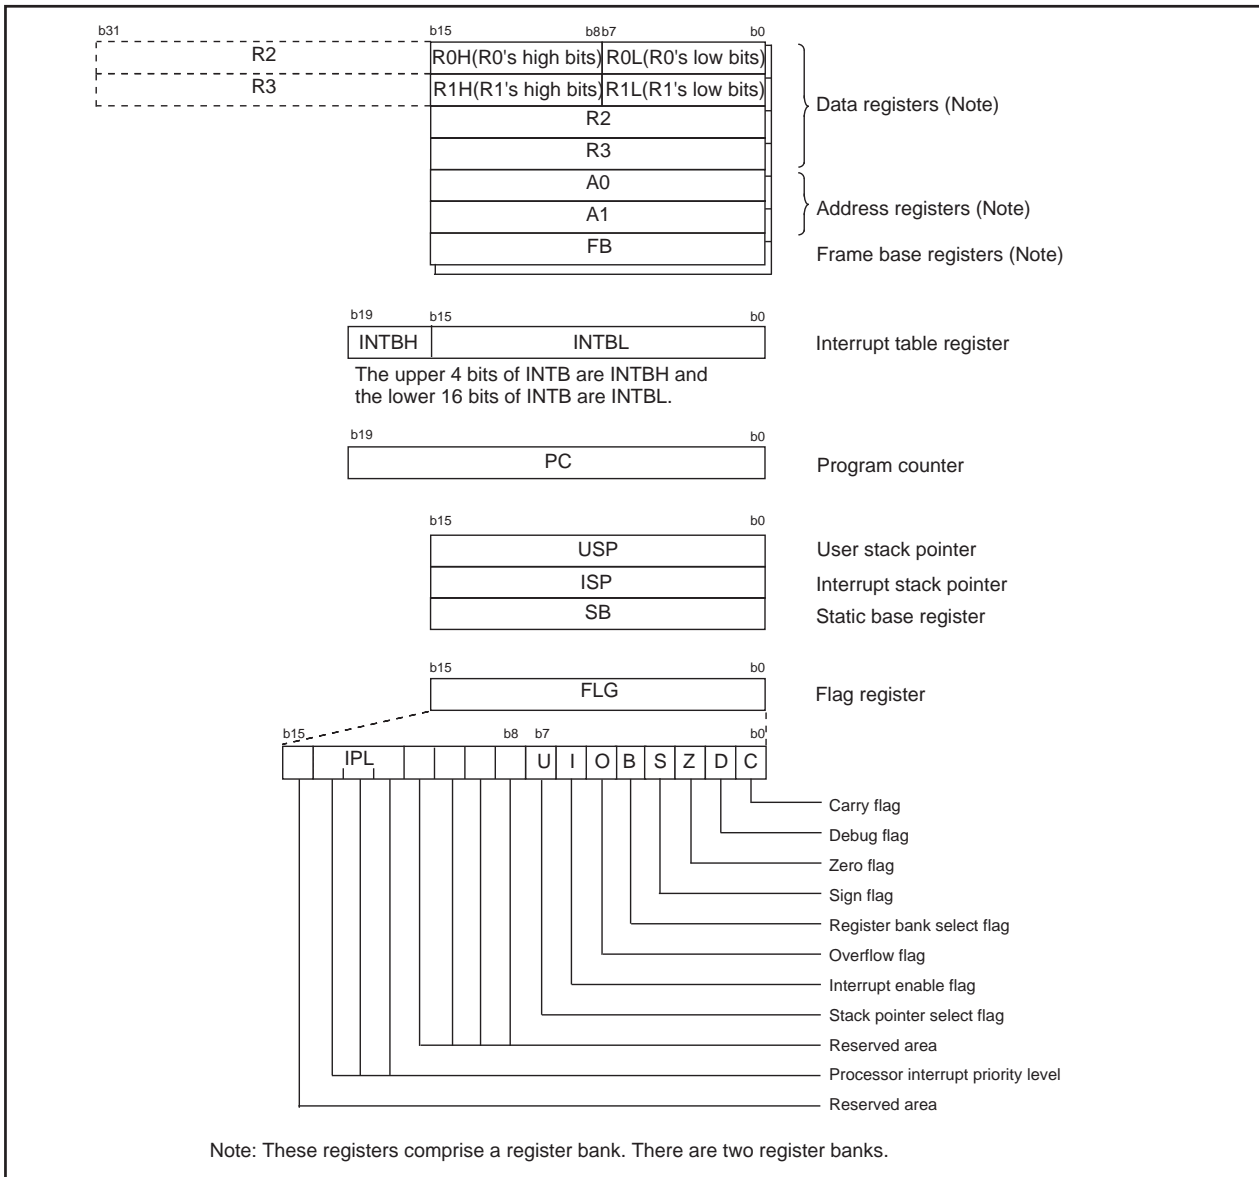 b31 b15 b8b7 b0
R2 R0H(R0's high bits) R0L(R0's low bits)
R3 R1H(R1's high bits) R1L(R1's low bits)
R2
R3
Data registers (Note)
A0
A1
Address registers (Note)
FB
Frame base registers (Note)
b19 b15 b0
INTBH INTBL Interrupt table register
The upper 4 bits of INTB are INTBH and
the lower 16 bits of INTB are INTBL.
b19 b0
PC Program counter
b15 b0
USP User stack pointer
ISP Interrupt stack pointer
SB Static base register
b15 b0
FLG Flag register
b15 b8 b7 b0
IPL U I O B S Z D C
Carry flag
Debug flag
Zero flag
Sign flag
Register bank select flag
Overflow flag
Interrupt enable flag
Stack pointer select flag
Reserved area
Processor interrupt priority level
Reserved area
Note: These registers comprise a register bank. There are two register banks.